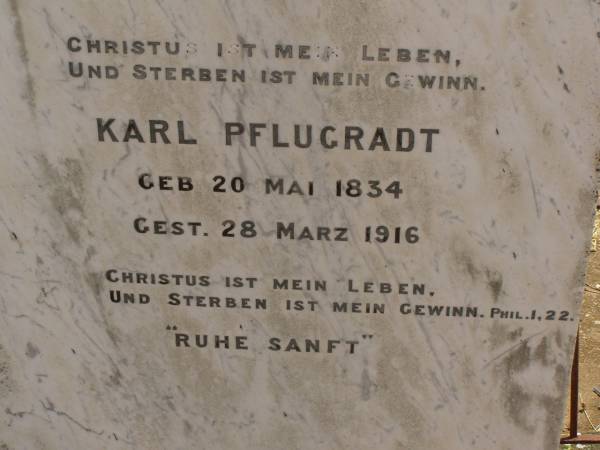 CHRISTUS IST MEIN LEBEN,
UND STERBEN IST MEIN GEWINN.
KARL PFLUGRADT
GEB 20 MAI 1834
GEST. 28 MARZ 1916
CHRISTUS IST MEIN LEBEN,
UND STERBEN IST MEIN GEWINN. PHIL.1,22.
"RUHE SANFT"